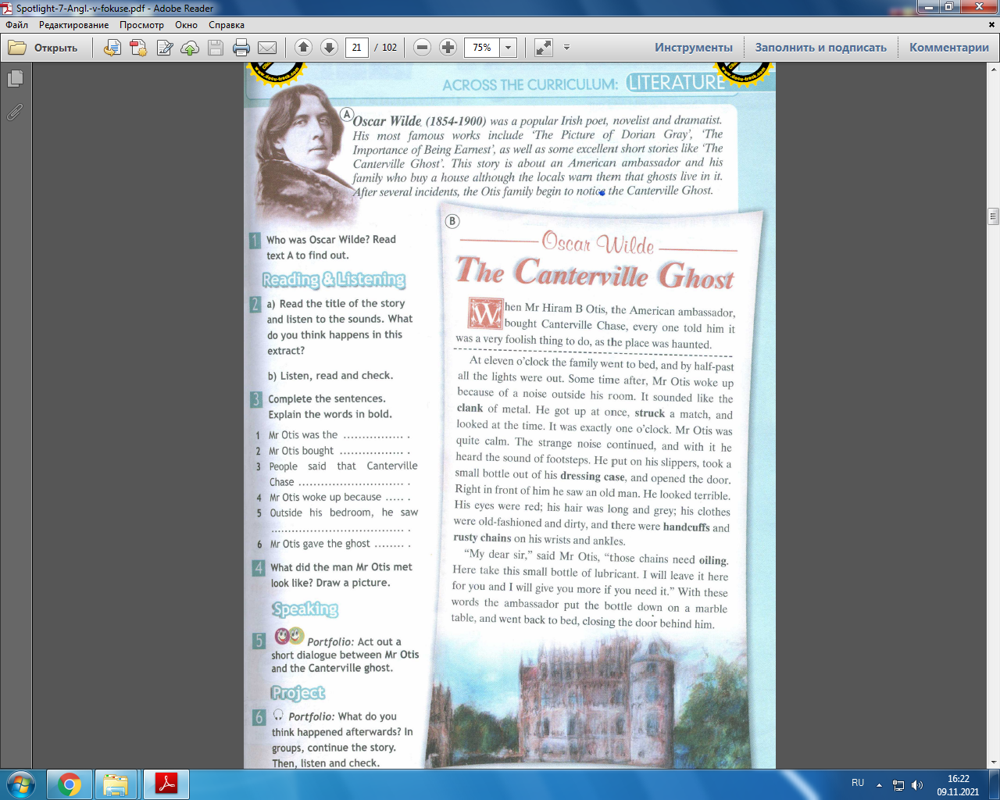 Spotlight-7-Angl.-v-fokuse.pdf - Adobe Reader
Файл Редактирование Просмотр Окно Справка
Открыть
21 / 102
75%
Инструменты Заполнить и подписать Комментарии
www.docu-track.com
www.docu-track.com
ACROSS THE CURRICULUM: LITERATURE
A
Oscar Wilde (1854-1900) was a popular Irish poet, novelist and dramatist.
His most famous works include ‘The Picture of Dorian Gray’, ‘The
Importance of Being Earnest’, as well as some excellent short stories like ‘The
Canterville Ghost’. This story is about an American ambassador and his
family who buy a house although the locals warn them that ghosts live in it.
After several incidents, the Otis family begin to notice the Canterville Ghost.
1 Who was Oscar Wilde? Read
text A to find out.
Reading & Listening
2 a) Read the title of the story
and listen to the sounds. What
do you think happens in this
extract?
b) Listen, read and check.
3 Complete the sentences.
Explain the words in bold.
1 Mr Otis was the ................ .
2 Mr Otis bought ................ .
3 People said that Canterville
Chase .......................... .
4 Mr Otis woke up because ..... .
5 Outside his bedroom, he saw
................................. .
6 Mr Otis gave the ghost ........ .
4 What did the man Mr Otis met
look like? Draw a picture.
Speaking
5 Portfolio: Act out a
short dialogue between Mr Otis
and the Canterville ghost.
Project
6 Portfolio: What do you
think happened afterwards? In
groups, continue the story.
Then, listen and check.
B
Oscar Wilde
The Canterville Ghost
When Mr Hiram B Otis, the American ambassador,
bought Canterville Chase, every one told him it
was a very foolish thing to do, as the place was haunted.
At eleven o’clock the family went to bed, and by half-past
all the lights were out. Some time after, Mr Otis woke up
because of a noise outside his room. It sounded like the
clank of metal. He got up at once, struck a match, and
looked at the time. It was exactly one o’clock. Mr Otis was
quite calm. The strange noise continued, and with it he
heard the sound of footsteps. He put on his slippers, took a
small bottle out of his dressing case, and opened the door.
Right in front of him he saw an old man. He looked terrible.
His eyes were red; his hair was long and grey; his clothes
were old-fashioned and dirty, and there were handcuffs and
rusty chains on his wrists and ankles.
“My dear sir,” said Mr Otis, “those chains need oiling.
Here take this small bottle of lubricant. I will leave it here
for you and I will give you more if you need it.” With these
words the ambassador put the bottle down on a marble
table, and went back to bed, closing the door behind him.
RU
16:22
09.11.2021